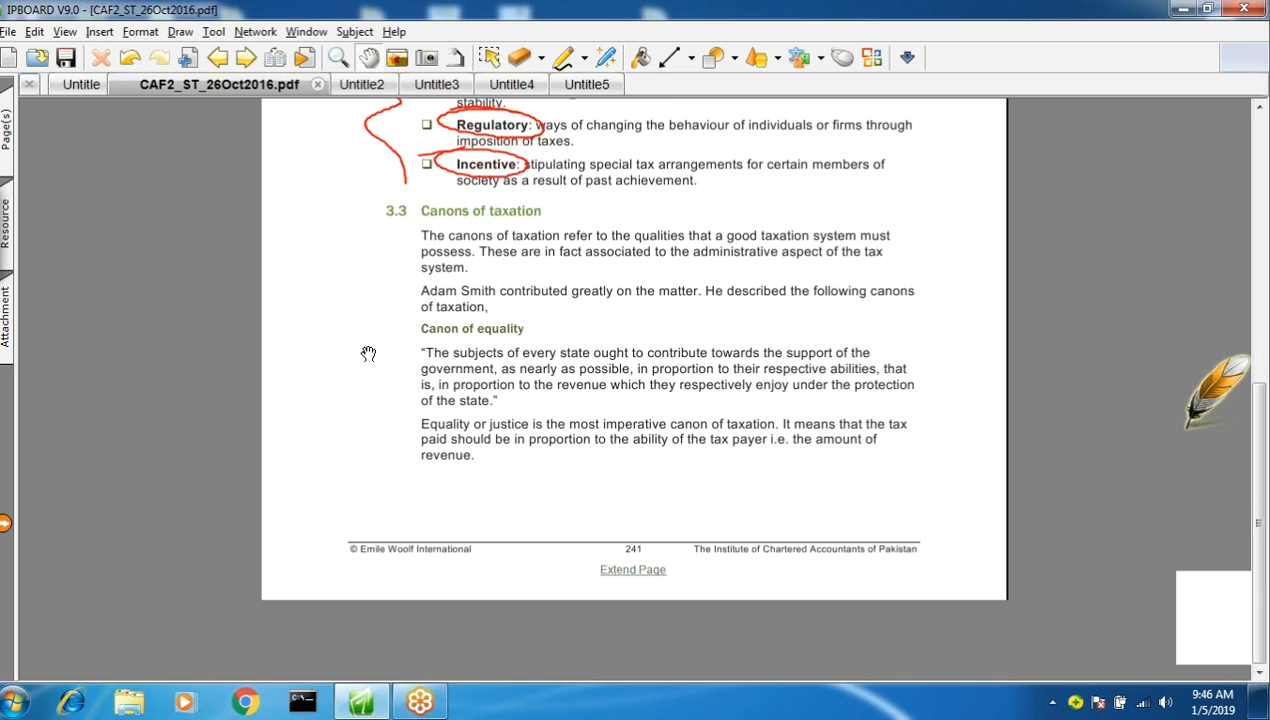 IPBOARD V9.0 - [CAF2_ST_26Oct2016.pdf]
File Edit View Insert Format Draw Tool Network Window Subject Help
Untitle CAF2_ST_26Oct2016.pdf Untitle2 Untitle3 Untitle4 Untitle5
Page(s)
Resource
Attachment
stability.
Regulatory: ways of changing the behaviour of individuals or firms through
imposition of taxes.
Incentive: stipulating special tax arrangements for certain members of
society as a result of past achievement.
3.3 Canons of taxation
The canons of taxation refer to the qualities that a good taxation system must
possess. These are in fact associated to the administrative aspect of the tax
system.
Adam Smith contributed greatly on the matter. He described the following canons
of taxation,
Canon of equality
“The subjects of every state ought to contribute towards the support of the
government, as nearly as possible, in proportion to their respective abilities, that
is, in proportion to the revenue which they respectively enjoy under the protection
of the state.”
Equality or justice is the most imperative canon of taxation. It means that the tax
paid should be in proportion to the ability of the tax payer i.e. the amount of
revenue.
© Emile Woolf International 241 The Institute of Chartered Accountants of Pakistan
Extend Page
9:46 AM
1/5/2019